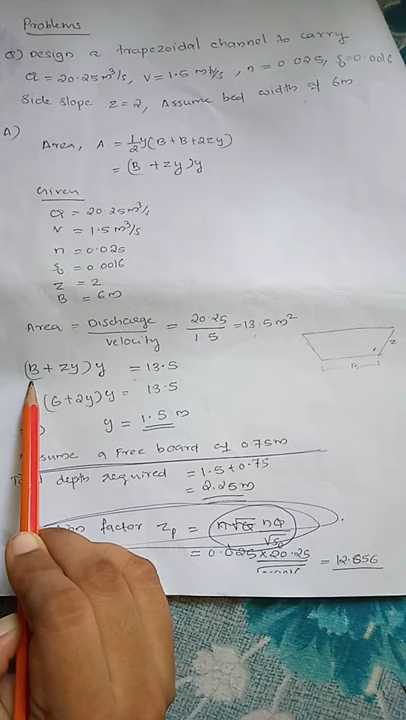 Problems
Q) Design a trapezoidal channel to carry
Q = 20.25 m³/s, V = 1.5 m³/s, n = 0.025, S = 0.0016
Side slope z = 2, Assume bed width of 6m
A)
Area, A = 1/2 y (B + B + 2zy)
= (B + zy) y
Given
Q = 20.25 m³/s
V = 1.5 m³/s
n = 0.025
S = 0.0016
Z = 2
B = 6m
Area = Discharge/velocity = 20.25/1.5 = 13.5 m²
(B + zy) y = 13.5
(6 + 2y) y = 13.5
y = 1.5 m
Assume a Free board of 0.75m
depth required = 1.5 + 0.75
= 2.25m
factor Zp = nQ/√S
= 0.025 × 20.25 = 12.656
z
B